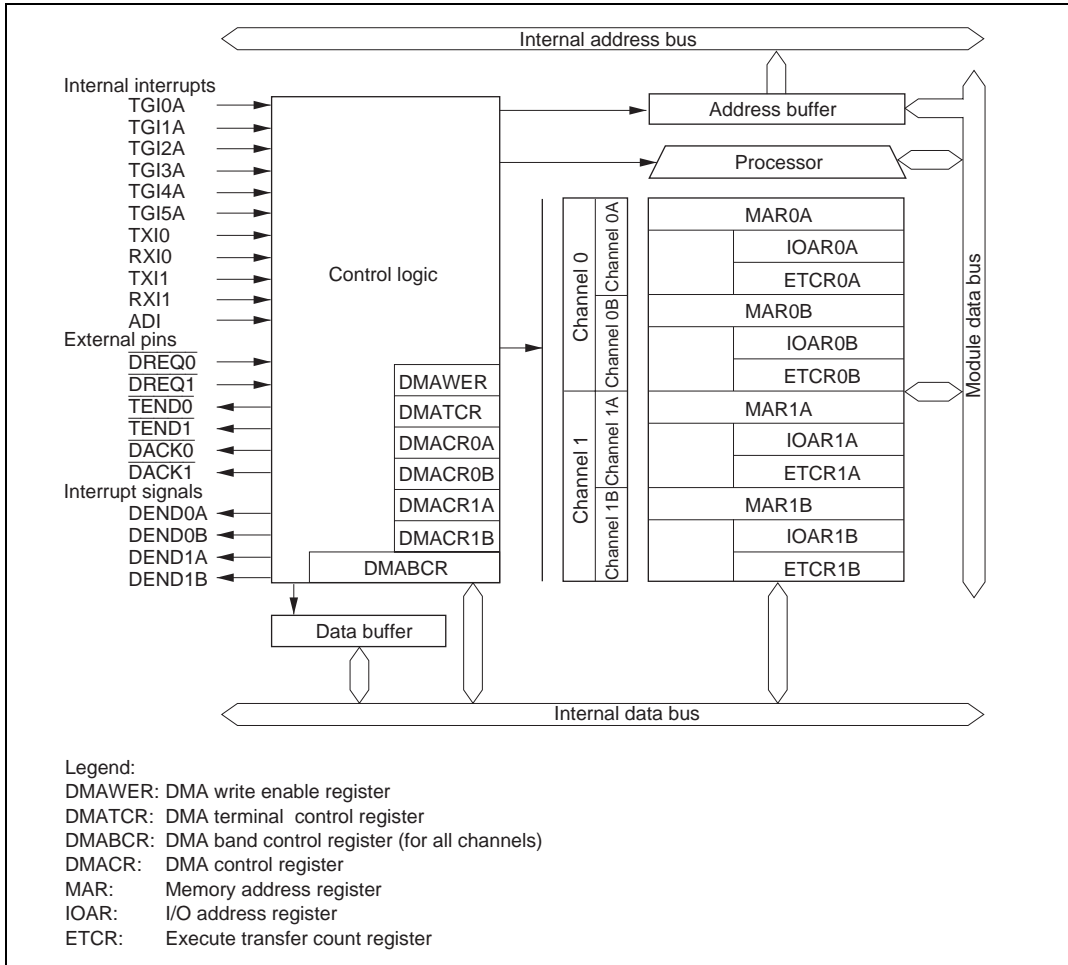 Internal address bus
Internal interrupts
TGI0A
TGI1A
TGI2A
TGI3A
TGI4A
TGI5A
TXI0
RXI0
TXI1
RXI1
ADI
External pins
DREQ0
DREQ1
TEND0
TEND1
DACK0
DACK1
Interrupt signals
DEND0A
DEND0B
DEND1A
DEND1B
Control logic
DMAWER
DMATCR
DMACR0A
DMACR0B
DMACR1A
DMACR1B
DMABCR
Data buffer
Address buffer
Processor
Channel 0
Channel 0A
Channel 0B
Channel 1
Channel 1A
Channel 1B
MAR0A
IOAR0A
ETCR0A
MAR0B
IOAR0B
ETCR0B
MAR1A
IOAR1A
ETCR1A
MAR1B
IOAR1B
ETCR1B
Module data bus
Internal data bus
Legend:
DMAWER: DMA write enable register
DMATCR: DMA terminal control register
DMABCR: DMA band control register (for all channels)
DMACR: DMA control register
MAR: Memory address register
IOAR: I/O address register
ETCR: Execute transfer count register